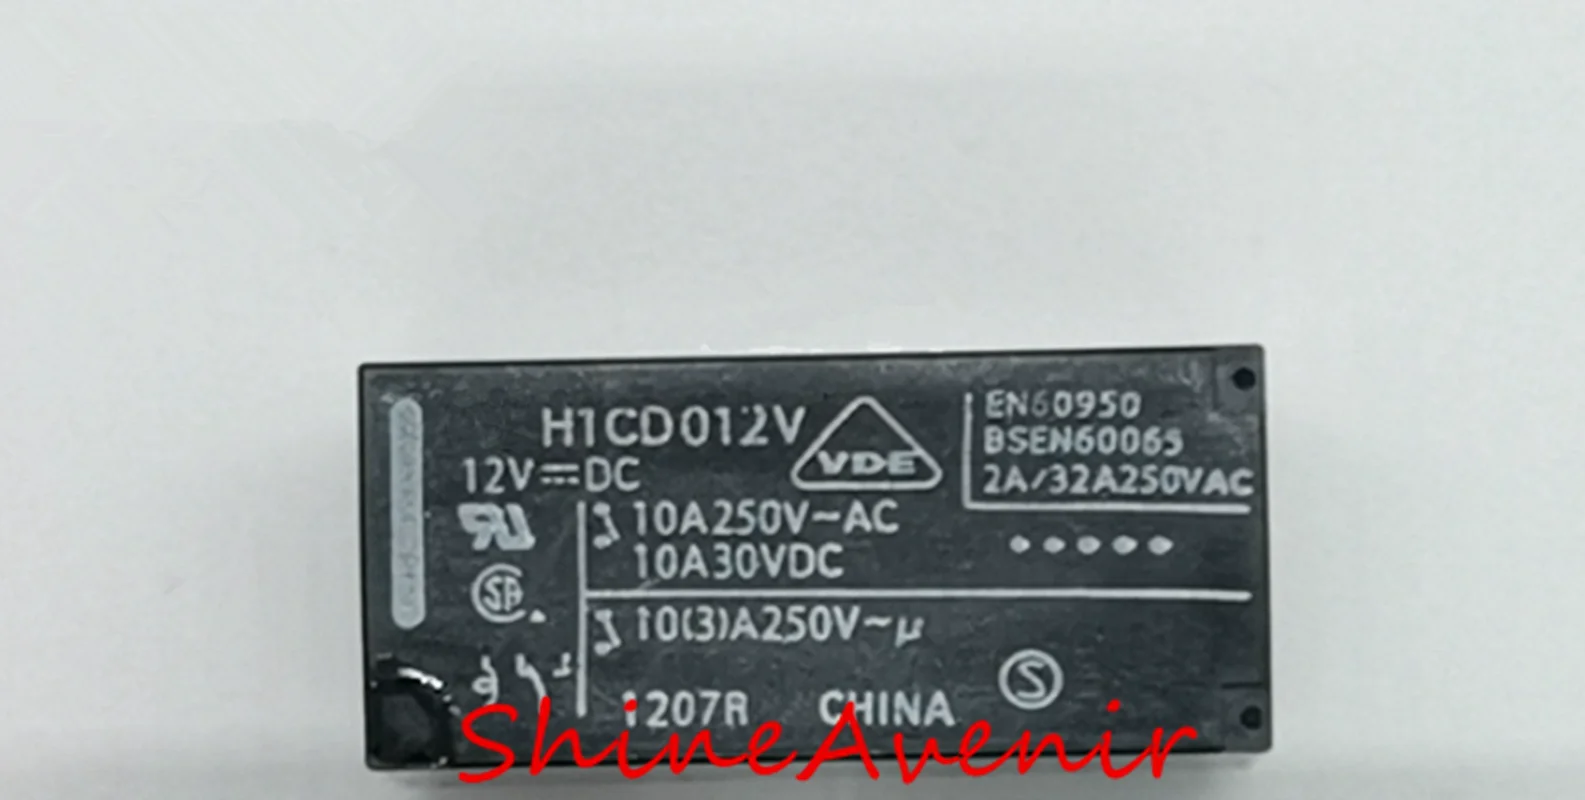 H1CD012V
12V DC
VDE
EN60950
BSEN60065
2A/32A250VAC
10A250V~AC
10A30VDC
10(3)A250V~µ
1207R CHINA
S
ShineAvenir